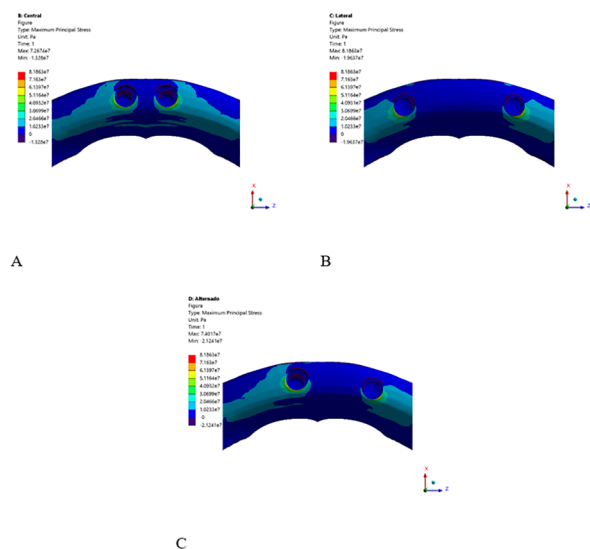 B: Central
Figure
Type: Maximum Principal Stress
Unit: Pa
Time: 1
Max: 7.2674e7
Min: -1.328e7
8.1863e7
7.163e7
6.1397e7
5.1164e7
4.0952e7
3.0699e7
2.0466e7
1.0233e7
0
-1.328e7
X
Z
A
C: Lateral
Figure
Type: Maximum Principal Stress
Unit: Pa
Time: 1
Max: 8.1863e7
Min: -1.9637e7
8.1863e7
7.163e7
6.1397e7
5.1164e7
4.0931e7
3.0699e7
2.0466e7
1.0233e7
0
-1.9637e7
X
Z
B
D: Alternado
Figure
Type: Maximum Principal Stress
Unit: Pa
Time: 1
Max: 7.4017e7
Min: -2.1241e7
8.1863e7
7.163e7
6.1397e7
5.1164e7
4.0952e7
3.0699e7
2.0466e7
1.0233e7
0
-2.1241e7
X
Z
C